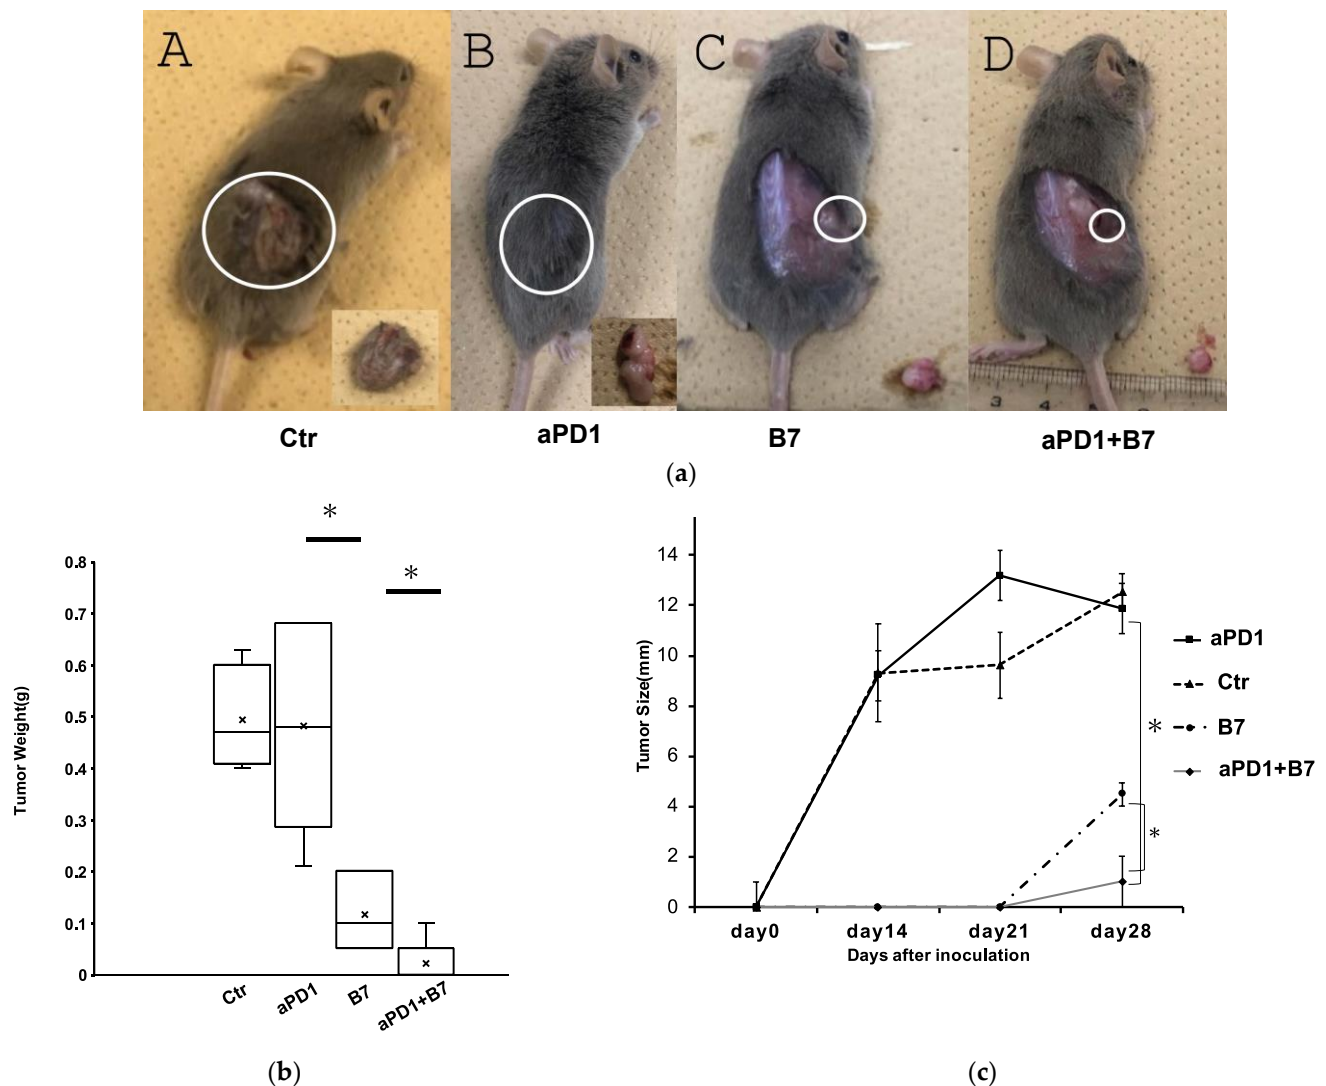 A B C D
3 4
Ctr aPD1 B7 aPD1+B7
(a)
* *
0.8
0.7
0.6
0.5
0.4
0.3
0.2
0.1
0
Tumor Weight(g)
Ctr aPD1 B7 aPD1+B7
(b)
14
12
10
8
6
4
2
0
Tumor Size(mm)
day0 day14 day21 day28
Days after inoculation
aPD1
Ctr
B7
aPD1+B7
*
*
(c)